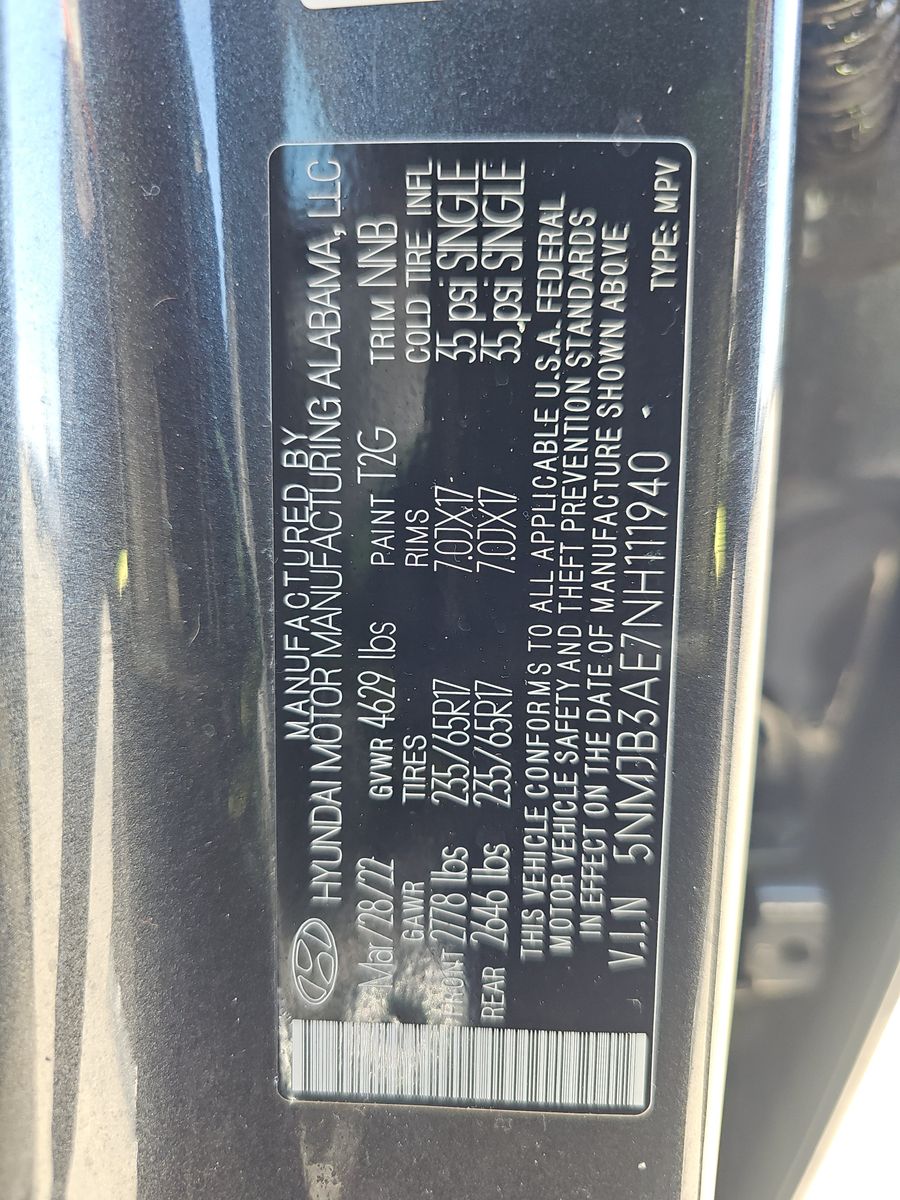 MANUFACTURED BY
HYUNDAI MOTOR MANUFACTURING ALABAMA, LLC
Mar/28/22 GVWR 4629 lbs PAINT T2G TRIM NNB
GAWR TIRES RIMS COLD TIRE INFL
FRONT 2778 lbs 235/65R17 7.0JX17 35 psi SINGLE
REAR 2646 lbs 235/65R17 7.0JX17 35 psi SINGLE
THIS VEHICLE CONFORMS TO ALL APPLICABLE U.S.A. FEDERAL
MOTOR VEHICLE SAFETY AND THEFT PREVENTION STANDARDS
IN EFFECT ON THE DATE OF MANUFACTURE SHOWN ABOVE
V.I.N 5NMJB3AE7NH111940 TYPE: MPV